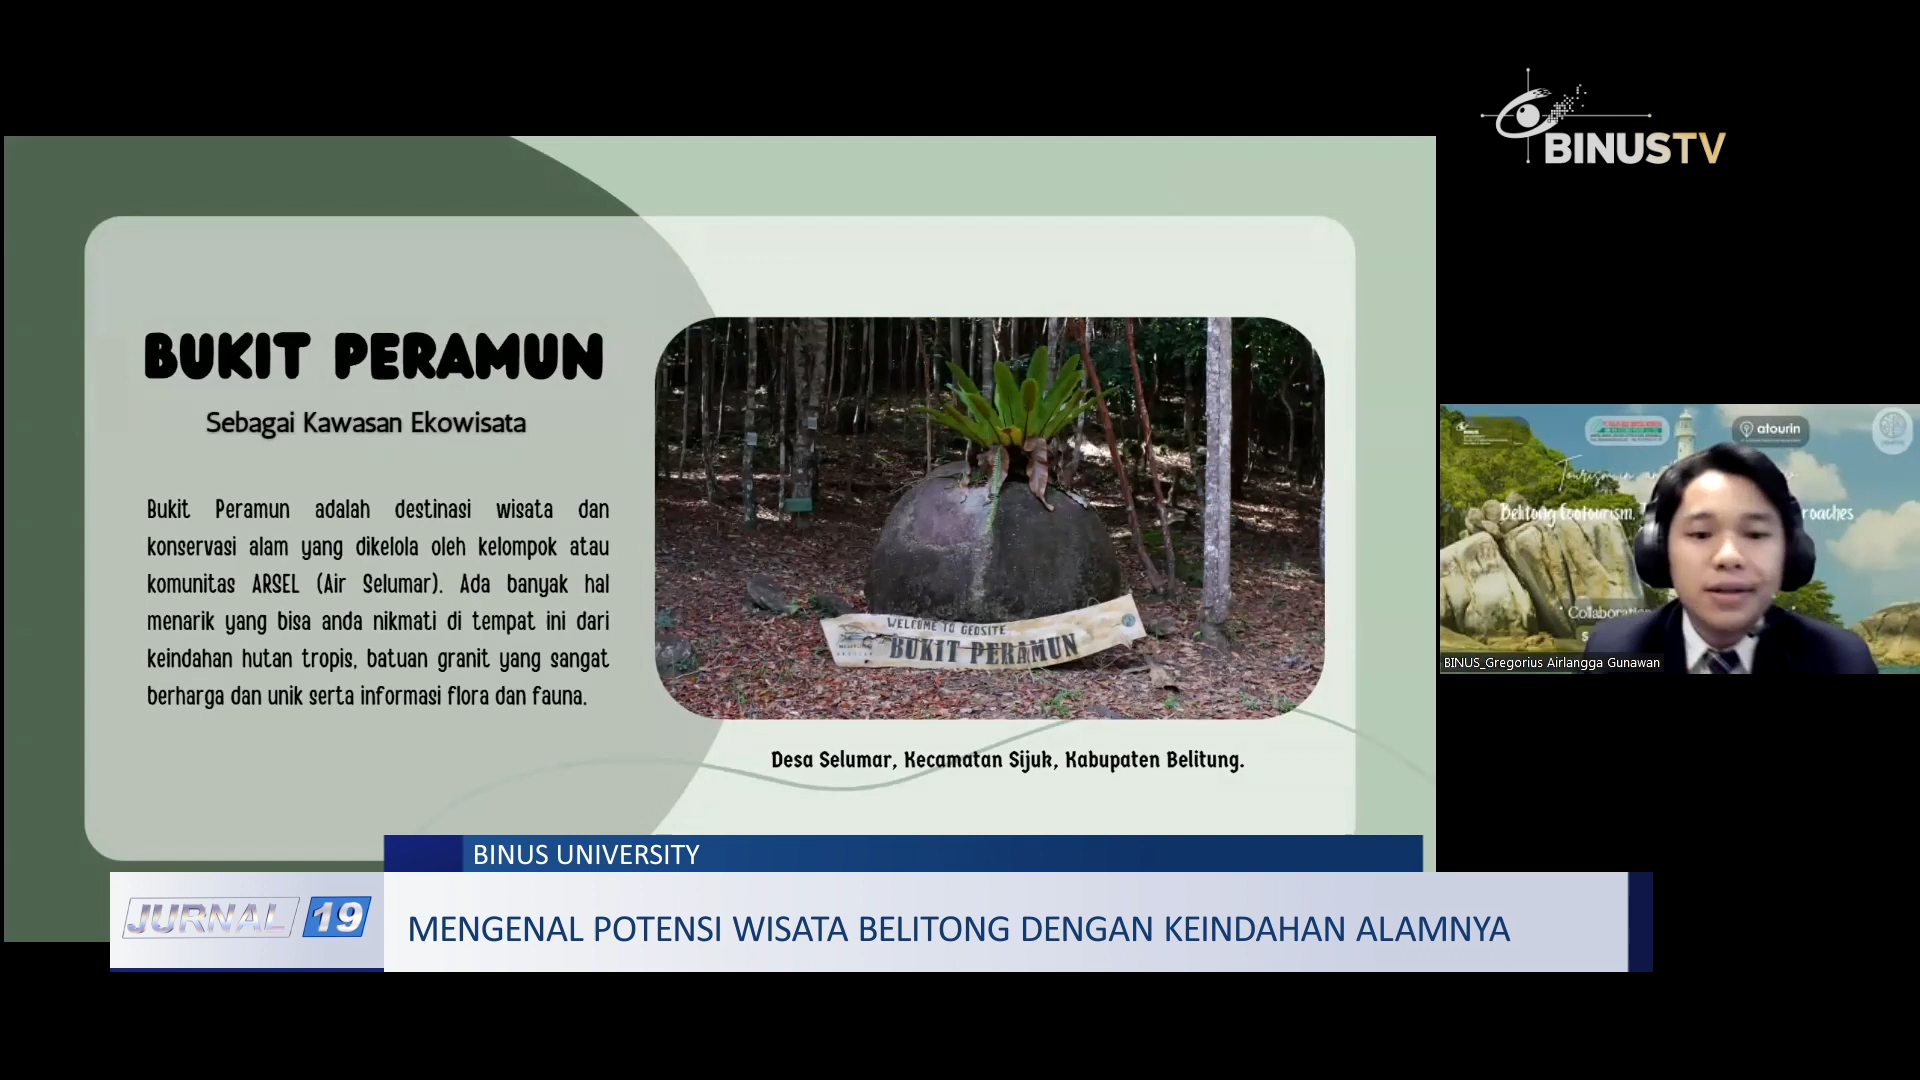 BINUSTV
BUKIT PERAMUN
Sebagai Kawasan Ekowisata
Bukit Peramun adalah destinasi wisata dan
konservasi alam yang dikelola oleh kelompok atau
komunitas ARSEL (Air Selumar). Ada banyak hal
menarik yang bisa anda nikmati di tempat ini dari
keindahan hutan tropis, batuan granit yang sangat
berharga dan unik serta informasi flora dan fauna.
WELCOME TO GEOSITE
BUKIT PERAMUN
Desa Selumar, Kecamatan Sijuk, Kabupaten Belitung.
atourin
Belitong Ecotourism,
BINUS_Gregorius Airlangga Gunawan
BINUS UNIVERSITY
JURNAL 19
MENGENAL POTENSI WISATA BELITONG DENGAN KEINDAHAN ALAMNYA